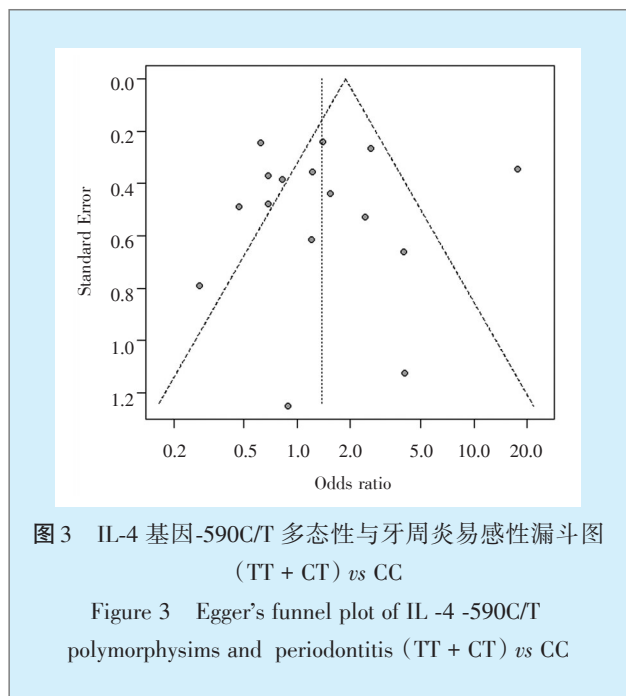 0.0
0.2
0.4
0.6
0.8
1.0
1.2
Standard Error
0.2 0.5 1.0 2.0 5.0 10.0 20.0
Odds ratio
图3 IL-4 基因-590C/T 多态性与牙周炎易感性漏斗图
（TT + CT）vs CC
Figure 3 Egger's funnel plot of IL -4 -590C/T
polymorphysims and periodontitis（TT + CT）vs CC